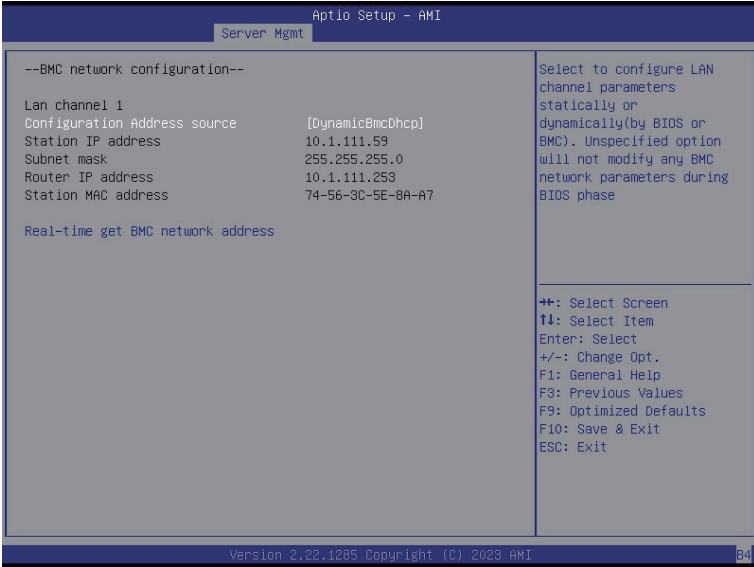 Aptio Setup – AMI
Server Mgmt
--BMC network configuration--
Lan channel 1
Configuration Address source [DynamicBmcDhcp]
Station IP address 10.1.111.59
Subnet mask 255.255.255.0
Router IP address 10.1.111.253
Station MAC address 74-56-3C-5E-8A-A7
Real-time get BMC network address
Select to configure LAN
channel parameters
statically or
dynamically(by BIOS or
BMC). Unspecified option
will not modify any BMC
network parameters during
BIOS phase
→←: Select Screen
↑↓: Select Item
Enter: Select
+/-: Change Opt.
F1: General Help
F3: Previous Values
F9: Optimized Defaults
F10: Save & Exit
ESC: Exit
Version 2.22.1285 Copyright (C) 2023 AMI
B4